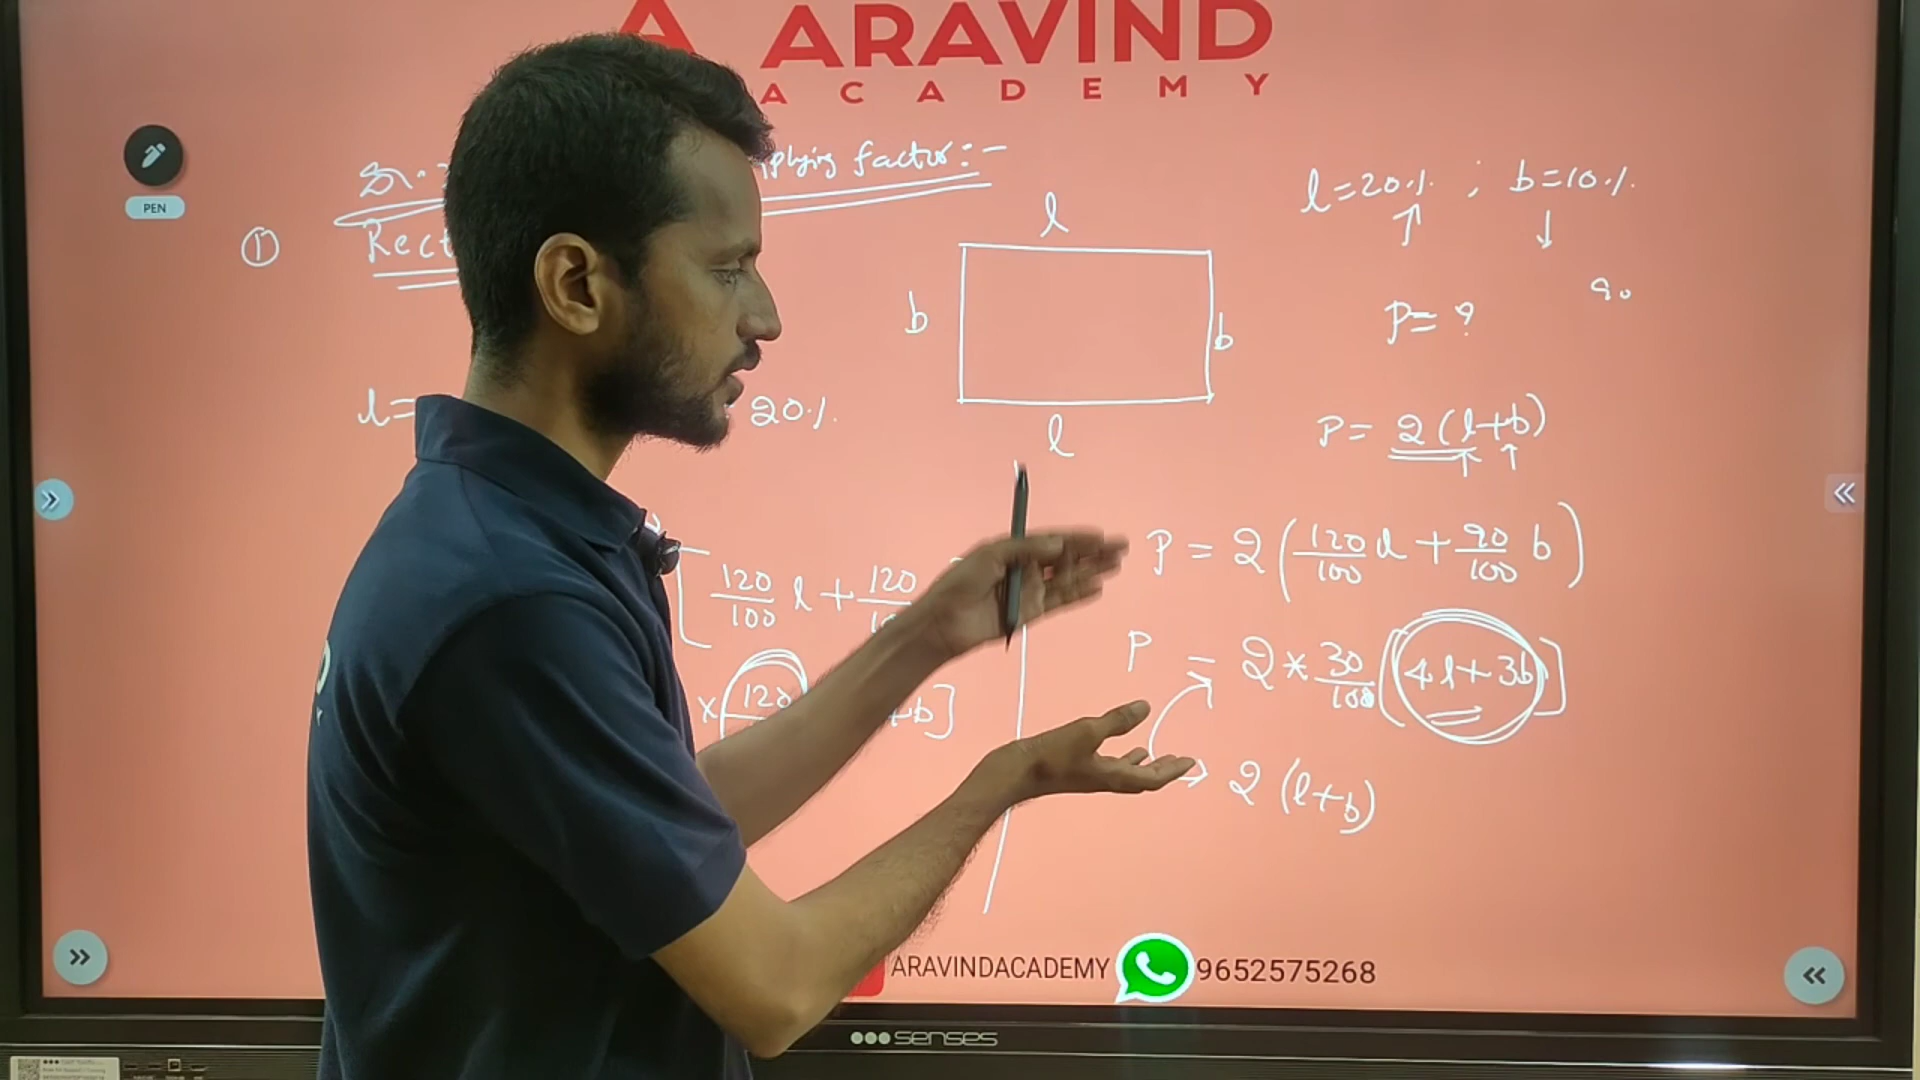 ARAVIND
ACADEMY
PEN
plying factor:-
l=20% ; b=10%
①
Rect
l
90
b
b
P= ?
l=
20%
P= 2(l+b)
l
P = 2(120/100 l + 90/100 b)
[120/100 l + 120
P = 2*30/100[4l+3b]
x 120
+b]
2(l+b)
ARAVINDACADEMY 9652575268
senses